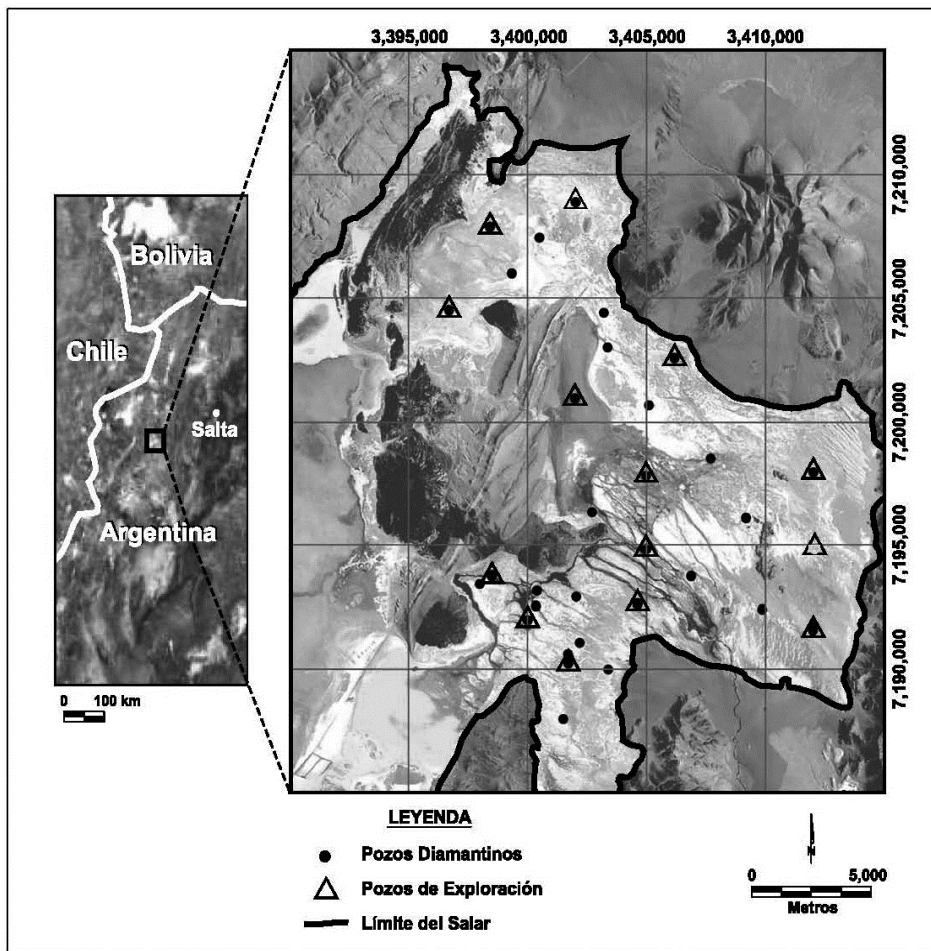 3,395,000 3,400,000 3,405,000 3,410,000
7,210,000
7,205,000
7,200,000
7,195,000
7,190,000
Bolivia
Chile
Salta
Argentina
0 100 km
LEYENDA
Pozos Diamantinos
Pozos de Exploración
Límite del Salar
N
0 5,000
Metros